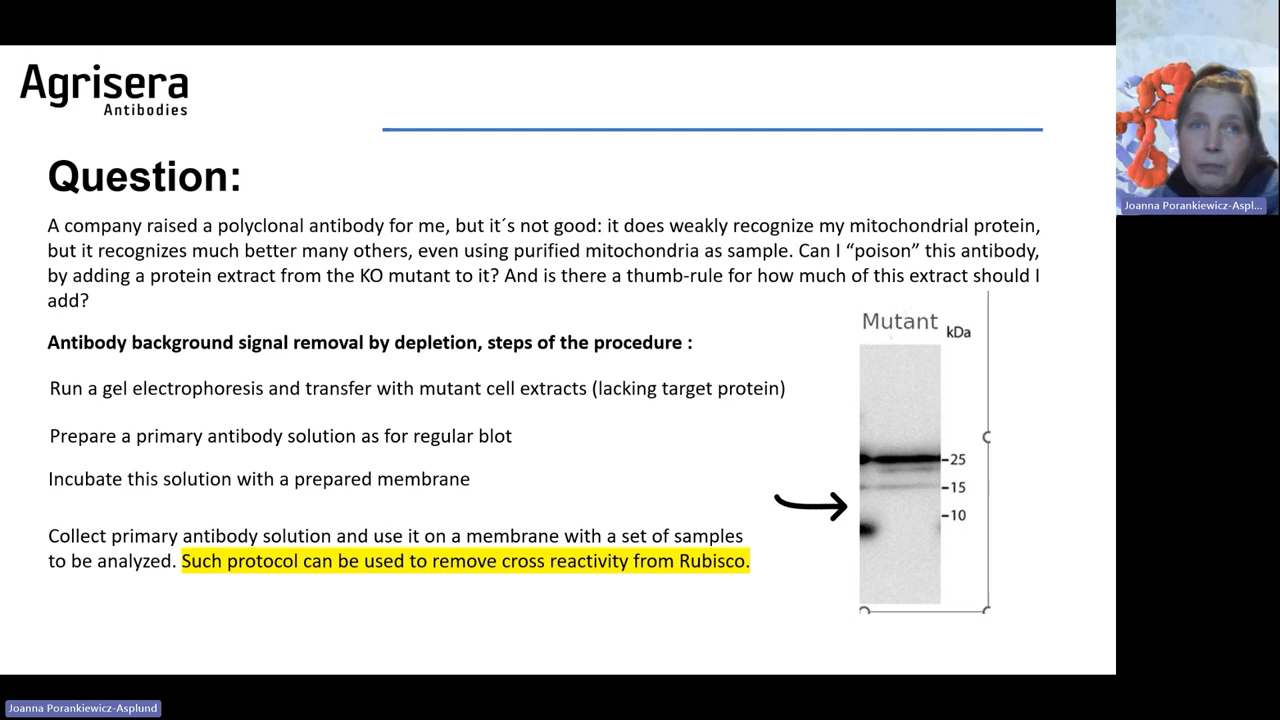 Agrisera
Antibodies
Question:
A company raised a polyclonal antibody for me, but it´s not good: it does weakly recognize my mitochondrial protein,
but it recognizes much better many others, even using purified mitochondria as sample. Can I “poison” this antibody,
by adding a protein extract from the KO mutant to it? And is there a thumb-rule for how much of this extract should I
add?
Antibody background signal removal by depletion, steps of the procedure :
Run a gel electrophoresis and transfer with mutant cell extracts (lacking target protein)
Prepare a primary antibody solution as for regular blot
Incubate this solution with a prepared membrane
Collect primary antibody solution and use it on a membrane with a set of samples
to be analyzed. Such protocol can be used to remove cross reactivity from Rubisco.
Mutant
kDa
-25
-15
-10
Joanna Porankiewicz-Aspl...
Joanna Porankiewicz-Asplund